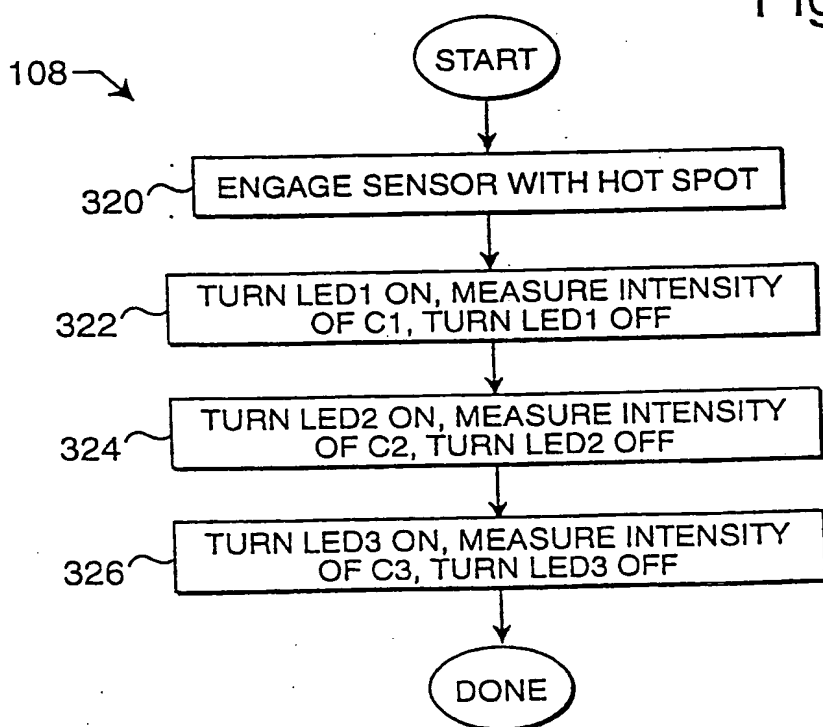 Fig
108
START
320
ENGAGE SENSOR WITH HOT SPOT
322
TURN LED1 ON, MEASURE INTENSITY
OF C1, TURN LED1 OFF
324
TURN LED2 ON, MEASURE INTENSITY
OF C2, TURN LED2 OFF
326
TURN LED3 ON, MEASURE INTENSITY
OF C3, TURN LED3 OFF
DONE